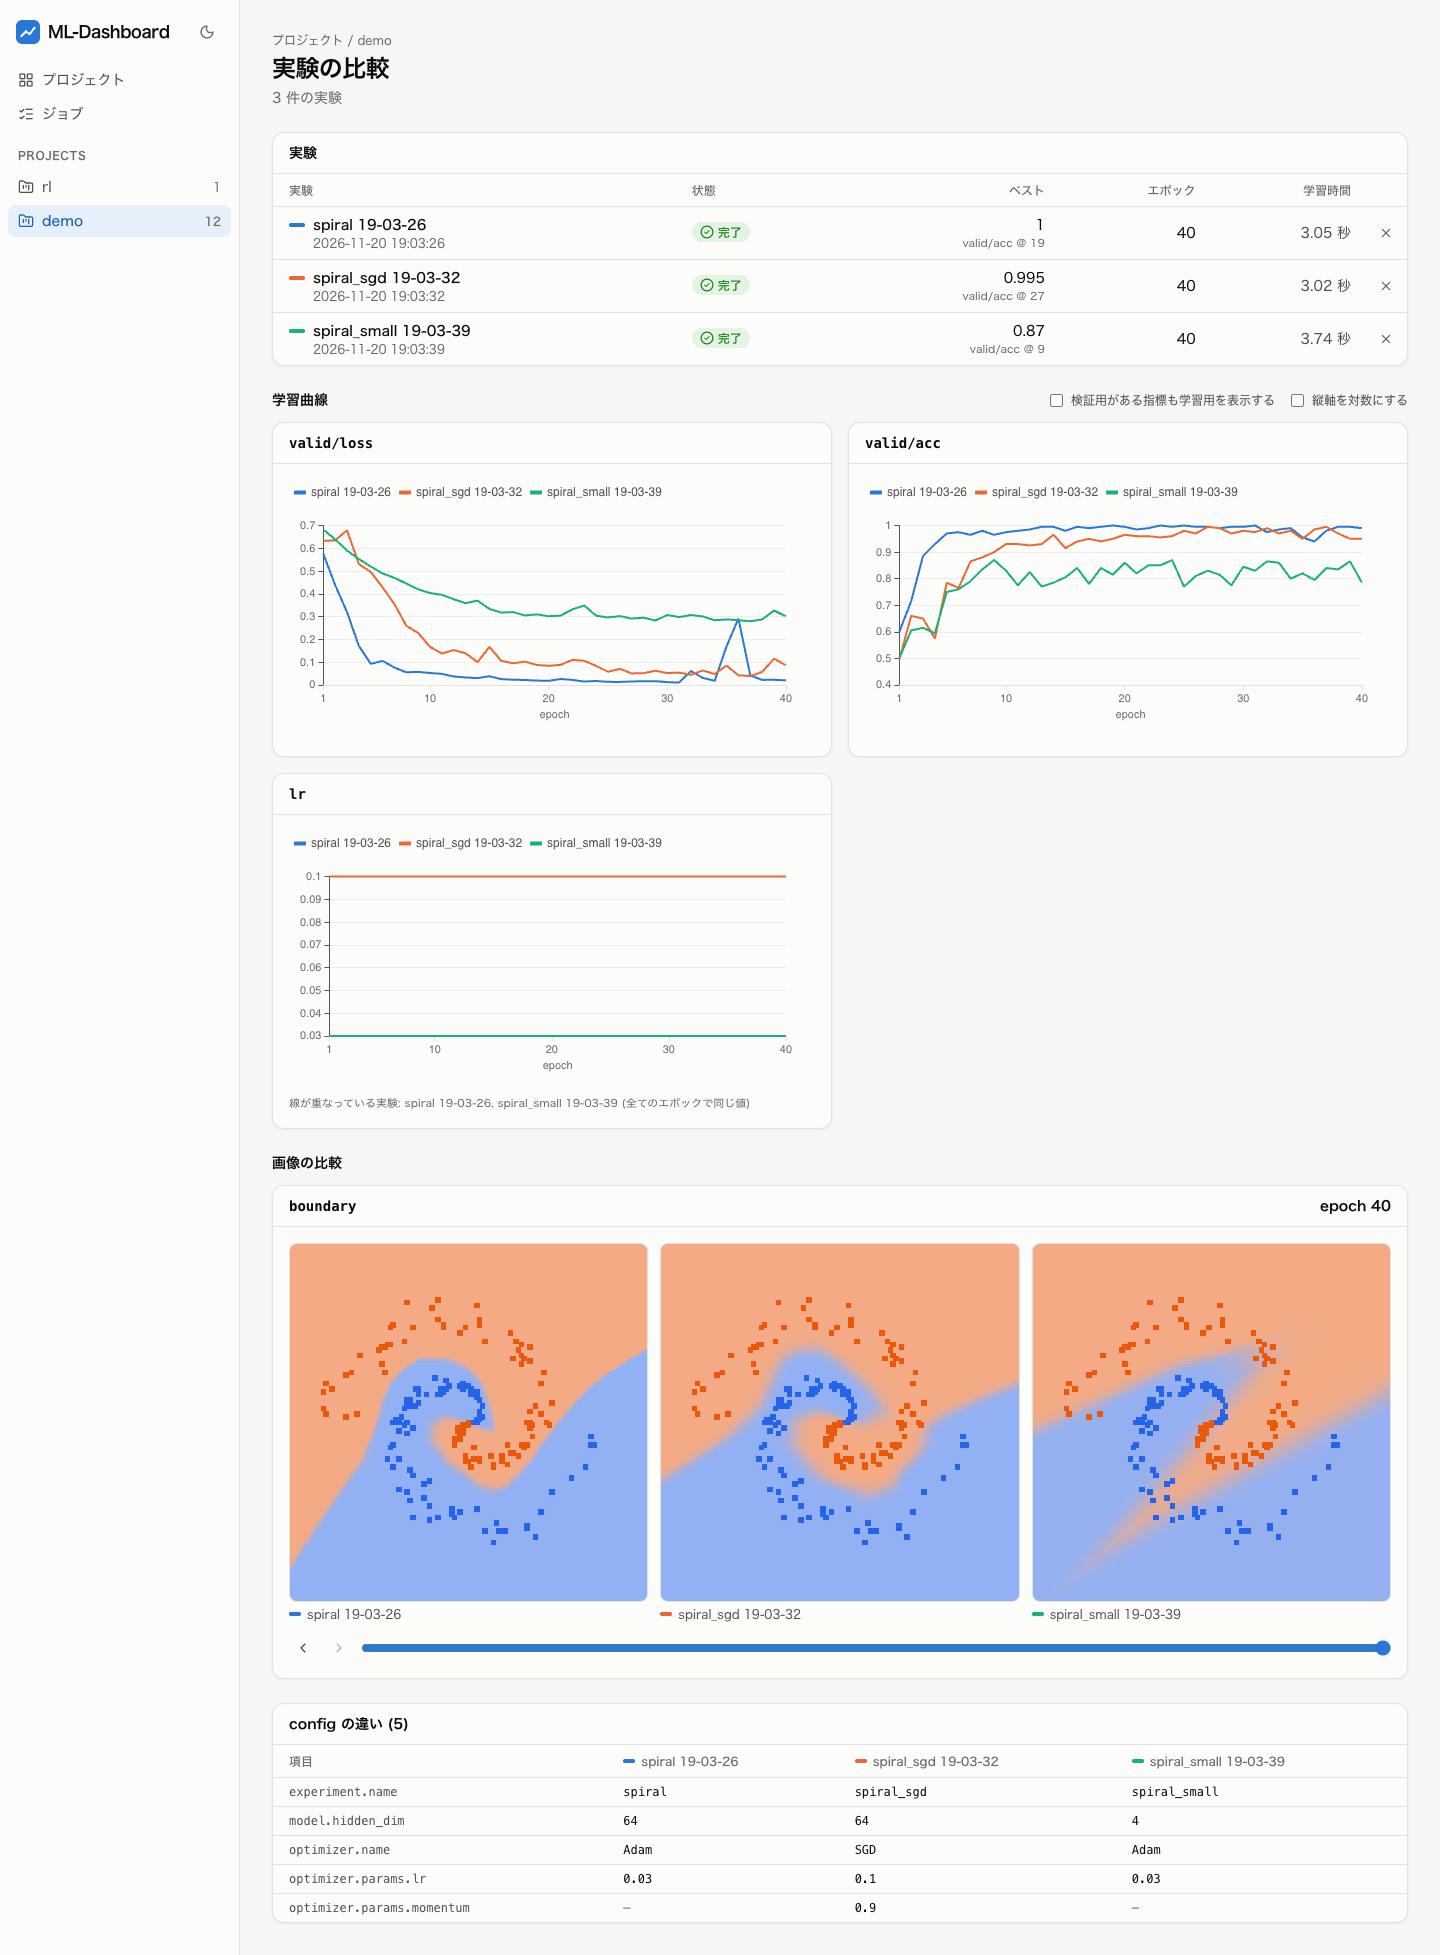 ML-Dashboard
プロジェクト
ジョブ
PROJECTS
rl 1
demo 12
プロジェクト / demo
実験の比較
3 件の実験
実験
実験 状態 ベスト エポック 学習時間
spiral 19-03-26 完了 1 40 3.05 秒 ×
2026-11-20 19:03:26 valid/acc @ 19
spiral_sgd 19-03-32 完了 0.995 40 3.02 秒 ×
2026-11-20 19:03:32 valid/acc @ 27
spiral_small 19-03-39 完了 0.87 40 3.74 秒 ×
2026-11-20 19:03:39 valid/acc @ 9
学習曲線 検証用がある指標も学習用を表示する 縦軸を対数にする
valid/loss
spiral 19-03-26 spiral_sgd 19-03-32 spiral_small 19-03-39
0.7
0.6
0.5
0.4
0.3
0.2
0.1
0
1 10 20 30 40
epoch
valid/acc
spiral 19-03-26 spiral_sgd 19-03-32 spiral_small 19-03-39
1
0.9
0.8
0.7
0.6
0.5
0.4
1 10 20 30 40
epoch
lr
spiral 19-03-26 spiral_sgd 19-03-32 spiral_small 19-03-39
0.1
0.09
0.08
0.07
0.06
0.05
0.04
0.03
1 10 20 30 40
epoch
線が重なっている実験: spiral 19-03-26, spiral_small 19-03-39 (全てのエポックで同じ値)
画像の比較
boundary epoch 40
spiral 19-03-26 spiral_sgd 19-03-32 spiral_small 19-03-39
config の違い (5)
項目 spiral 19-03-26 spiral_sgd 19-03-32 spiral_small 19-03-39
experiment.name spiral spiral_sgd spiral_small
model.hidden_dim 64 64 4
optimizer.name Adam SGD Adam
optimizer.params.lr 0.03 0.1 0.03
optimizer.params.momentum — 0.9 —